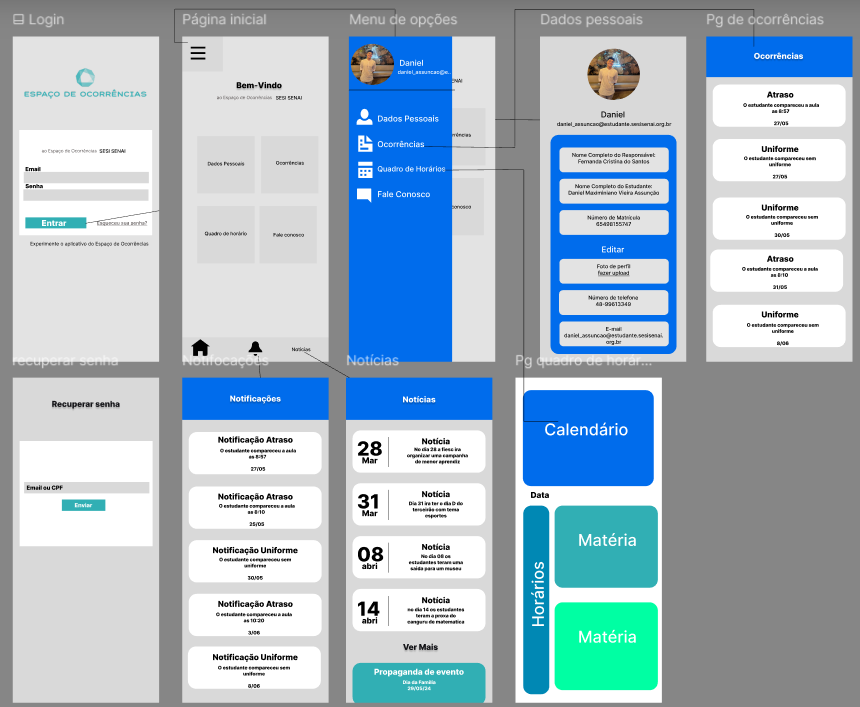 Login
ESPAÇO DE OCORRÊNCIAS
ao Espaço de Ocorrências SESI SENAI
Email
Senha
Entrar
Esqueceu sua senha?
Experimente o aplicativo do Espaço de Ocorrências
Página inicial
Bem-Vindo
ao Espaço de Ocorrências SESI SENAI
Dados Pessoais
Ocorrências
Quadro de horário
Fale conosco
Notícias
Menu de opções
Daniel
daniel_assuncao@e..
Dados Pessoais
Ocorrências
Quadro de Horários
Fale Conosco
ENAI
rências
onosco
Dados pessoais
Daniel
daniel_assuncao@estudante.sesisenai.org.br
Nome Completo do Responsável:
Fernanda Cristina do Santos
Nome Completo do Estudante:
Daniel Maximiniano Vieira Assunção
Número de Matrícula
65498155747
Editar
Foto de perfil
fazer upload
Número de telefone
48-99613348
E-mail
daniel_assuncao@estudante.sesisenai.
org.br
Pg de ocorrências
Ocorrências
Atraso
O estudante compareceu a aula
as 8:57
27/05
Uniforme
O estudante compareceu sem
uniforme
27/05
Uniforme
O estudante compareceu sem
uniforme
30/05
Atraso
O estudante compareceu a aula
as 8:10
31/05
Uniforme
O estudante compareceu sem
uniforme
8/06
recuperar senha
Recuperar senha
Email ou CPF
Enviar
Notifocações
Notificações
Notificação Atraso
O estudante compareceu a aula
as 8:57
27/05
Notificação Atraso
O estudante compareceu a aula
as 8:10
25/05
Notificação Uniforme
O estudante compareceu sem
uniforme
30/05
Notificação Atraso
O estudante compareceu a aula
as 10:20
3/06
Notificação Uniforme
O estudante compareceu sem
uniforme
8/06
Notícias
Notícias
28
Mar
Notícia
No dia 28 a fiesc ira
organizar uma campanha
de menor aprendiz
31
Mar
Notícia
Dia 31 ira ter o dia D do
terceirão com tema
esportes
08
abri
Notícia
No dia 08 os
estudantes teram uma
saida para um museu
14
abri
Notícia
no dia 14 os estudantes
teram a prova do
canguru de matematica
Ver Mais
Propaganda de evento
Dia da Família
29/05/24
Pg quadro de horár...
Calendário
Data
Horários
Matéria
Matéria